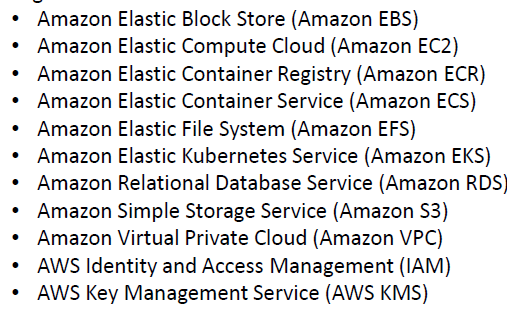 • Amazon Elastic Block Store (Amazon EBS)
• Amazon Elastic Compute Cloud (Amazon EC2)
• Amazon Elastic Container Registry (Amazon ECR)
• Amazon Elastic Container Service (Amazon ECS)
• Amazon Elastic File System (Amazon EFS)
• Amazon Elastic Kubernetes Service (Amazon EKS)
• Amazon Relational Database Service (Amazon RDS)
• Amazon Simple Storage Service (Amazon S3)
• Amazon Virtual Private Cloud (Amazon VPC)
• AWS Identity and Access Management (IAM)
• AWS Key Management Service (AWS KMS)